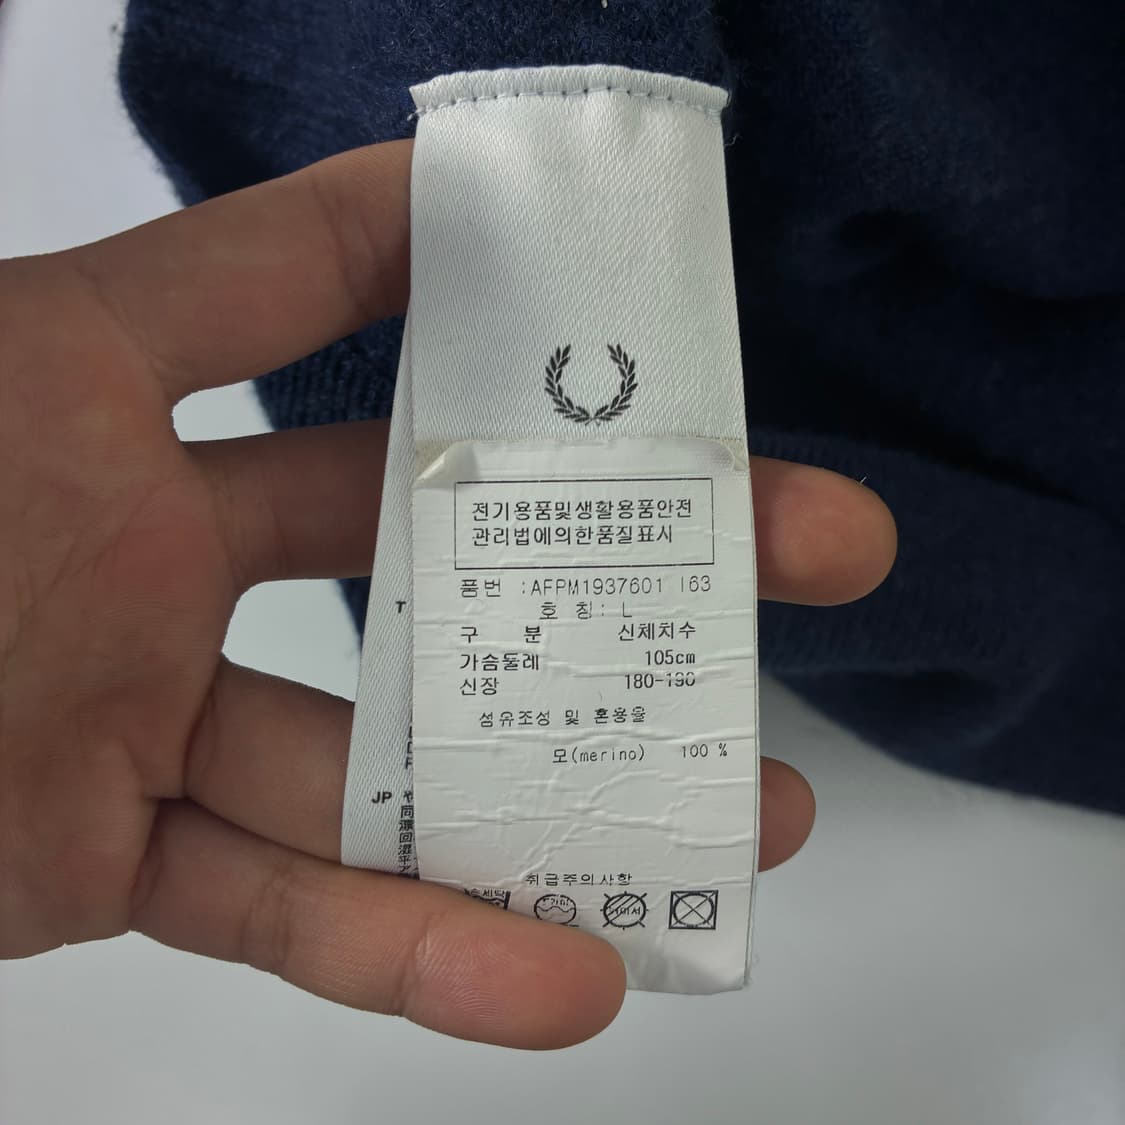 전기용품및생활용품안전
관리법에의한품질표시
품번 :AFPM1937601 I63
호 칭: L
구 분 신체치수
가슴둘레 105cm
신장 180-190
섬유조성 및 혼용율
모(merino) 100 %
취급주의사항
T
JP や
同